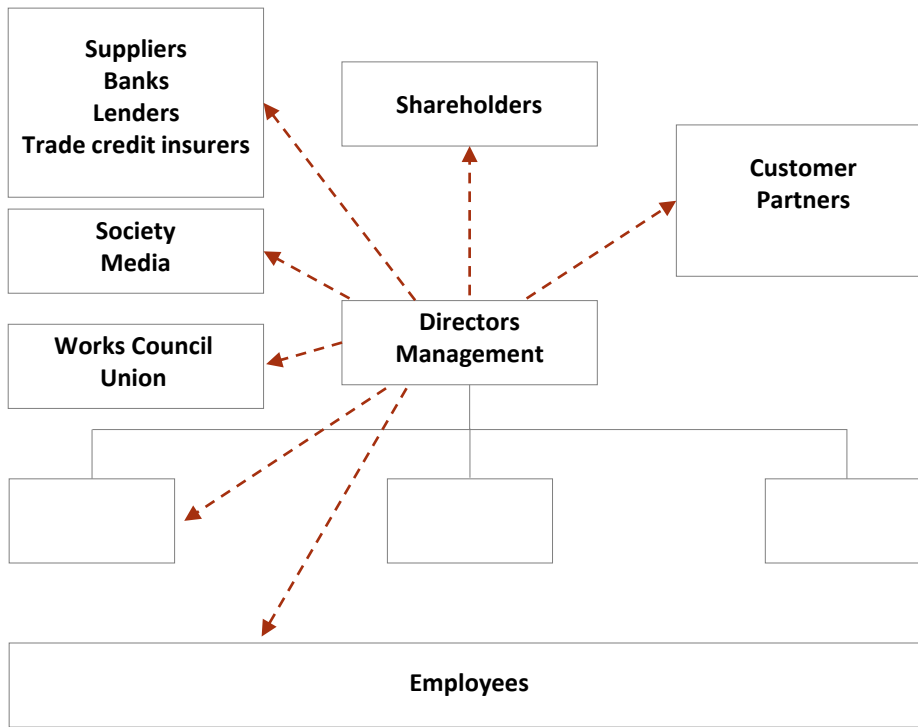 Suppliers
Banks
Lenders
Trade credit insurers
Shareholders
Customer
Partners
Society
Media
Directors
Management
Works Council
Union
Employees